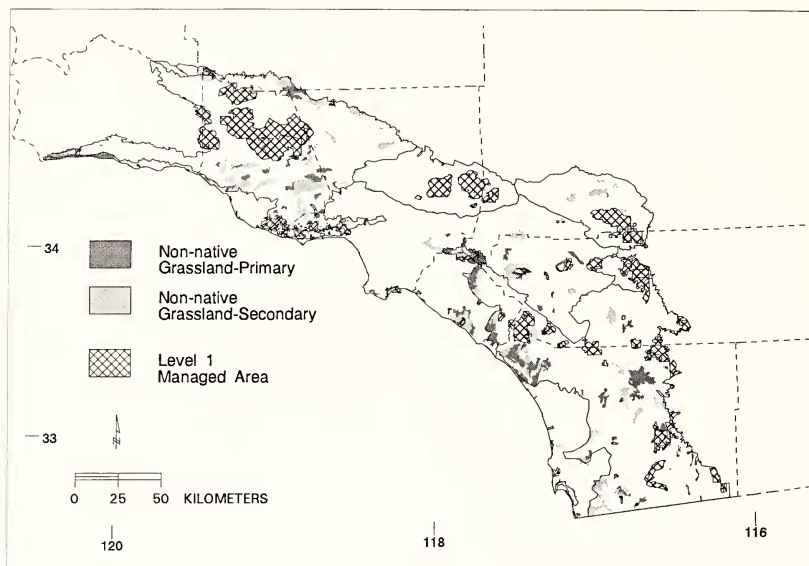 34
Non-native
Grassland-Primary
Non-native
Grassland-Secondary
Level 1
Managed Area
33
N
0 25 50 KILOMETERS
120
118
116